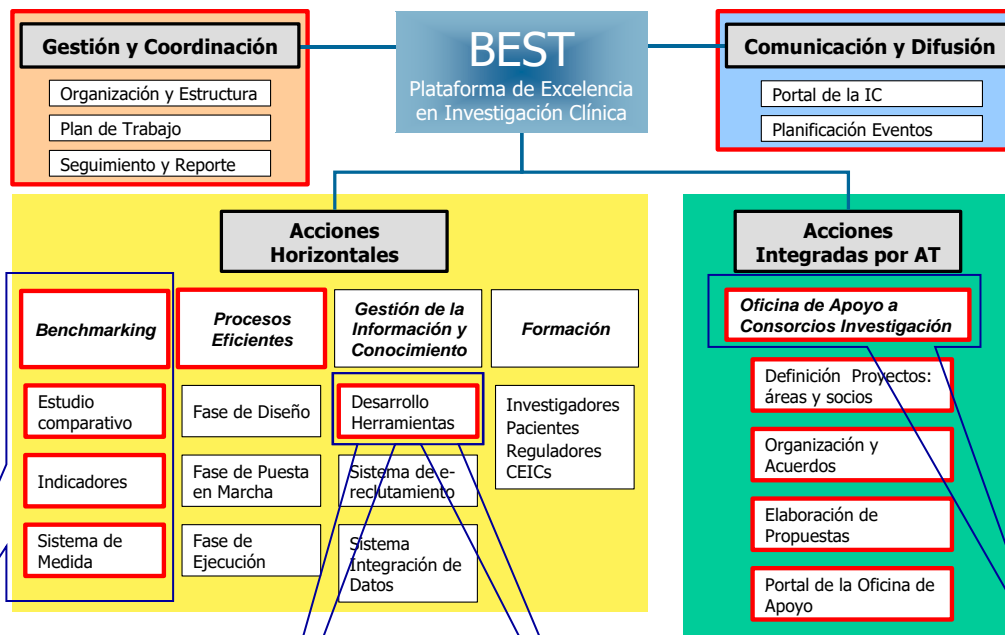 Gestión y Coordinación
Organización y Estructura
Plan de Trabajo
Seguimiento y Reporte
BEST
Plataforma de Excelencia
en Investigación Clínica
Comunicación y Difusión
Portal de la IC
Planificación Eventos
Acciones
Horizontales
Benchmarking
Estudio
comparativo
Indicadores
Sistema de
Medida
Procesos
Eficientes
Fase de Diseño
Fase de Puesta
en Marcha
Fase de
Ejecución
Gestión de la
Información y
Conocimiento
Desarrollo
Herramientas
Sistema de e-
reclutamiento
Sistema
Integración de
Datos
Formación
Investigadores
Pacientes
Reguladores
CEICs
Acciones
Integradas por AT
Oficina de Apoyo a
Consorcios Investigación
Definición Proyectos:
áreas y socios
Organización y
Acuerdos
Elaboración de
Propuestas
Portal de la Oficina de
Apoyo